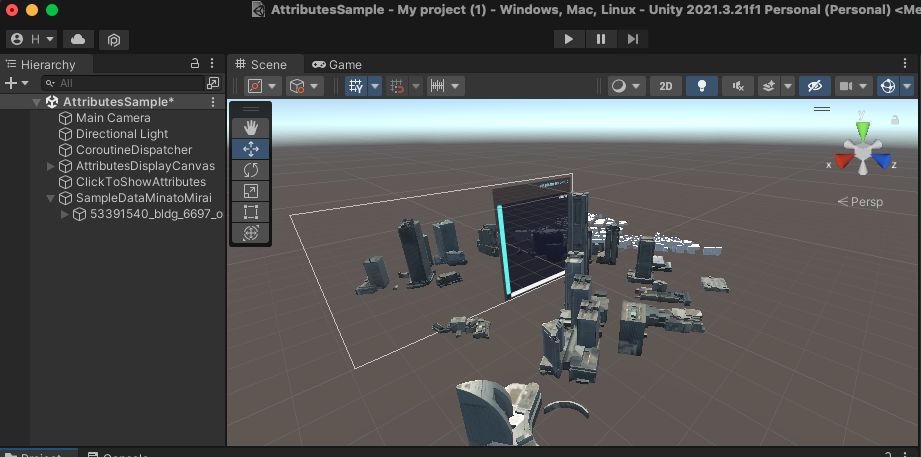 AttributesSample - My project (1) - Windows, Mac, Linux - Unity 2021.3.21f1 Personal (Personal) <Me
H
Hierarchy
Scene
Game
All
2D
AttributesSample*
Main Camera
Directional Light
CoroutineDispatcher
AttributesDisplayCanvas
ClickToShowAttributes
SampleDataMinatoMirai
53391540_bldg_6697_o
y
x
z
Persp
Project
Console